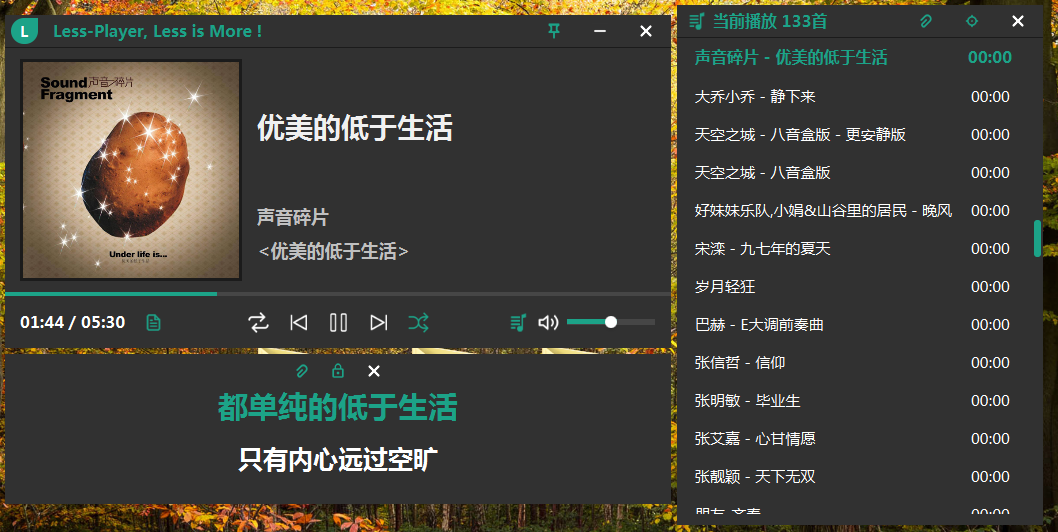 L
Less-Player, Less is More !
Sound 声音碎片
Fragment
Under life is...
优美的低于生活
声音碎片
<优美的低于生活>
01:44 / 05:30
都单纯的低于生活
只有内心远过空旷
当前播放 133首
声音碎片 - 优美的低于生活 00:00
大乔小乔 - 静下来 00:00
天空之城 - 八音盒版 - 更安静版 00:00
天空之城 - 八音盒版 00:00
好妹妹乐队,小娟&山谷里的居民 - 晚风 00:00
宋滦 - 九七年的夏天 00:00
岁月轻狂 00:00
巴赫 - E大调前奏曲 00:00
张信哲 - 信仰 00:00
张明敏 - 毕业生 00:00
张艾嘉 - 心甘情愿 00:00
张靓颖 - 天下无双 00:00